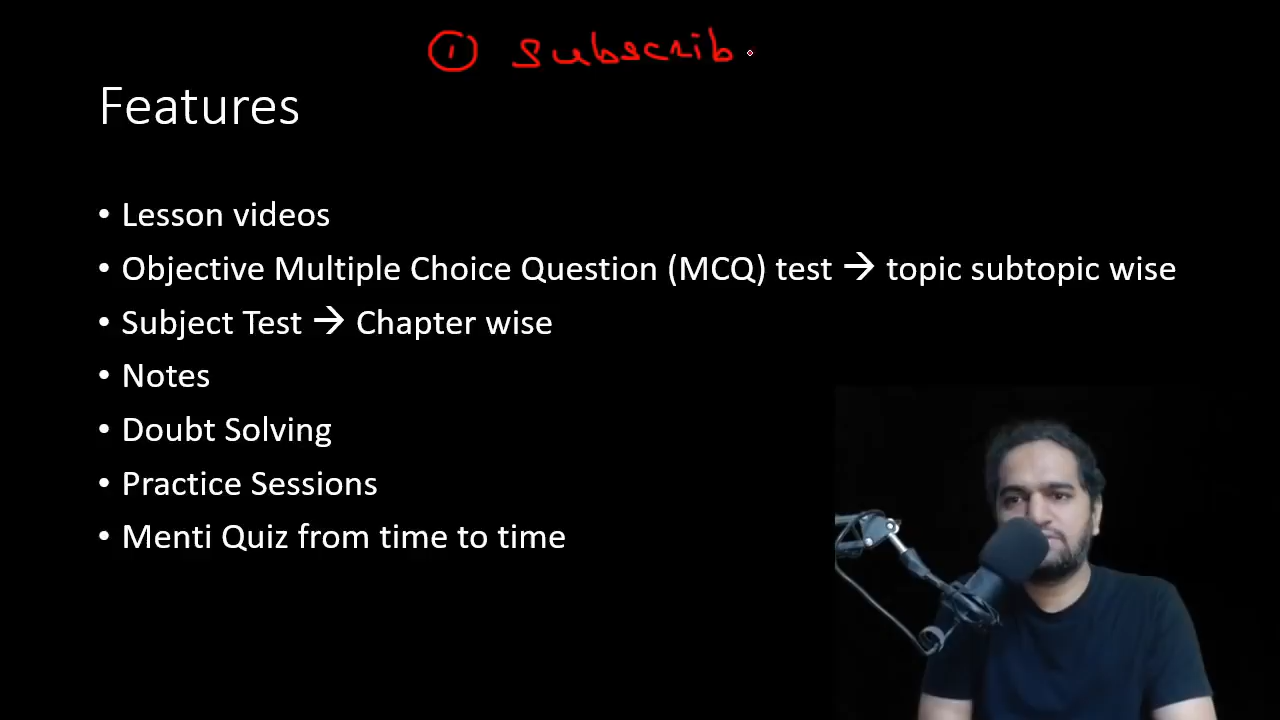 ① Subscrib
Features
• Lesson videos
• Objective Multiple Choice Question (MCQ) test → topic subtopic wise
• Subject Test → Chapter wise
• Notes
• Doubt Solving
• Practice Sessions
• Menti Quiz from time to time